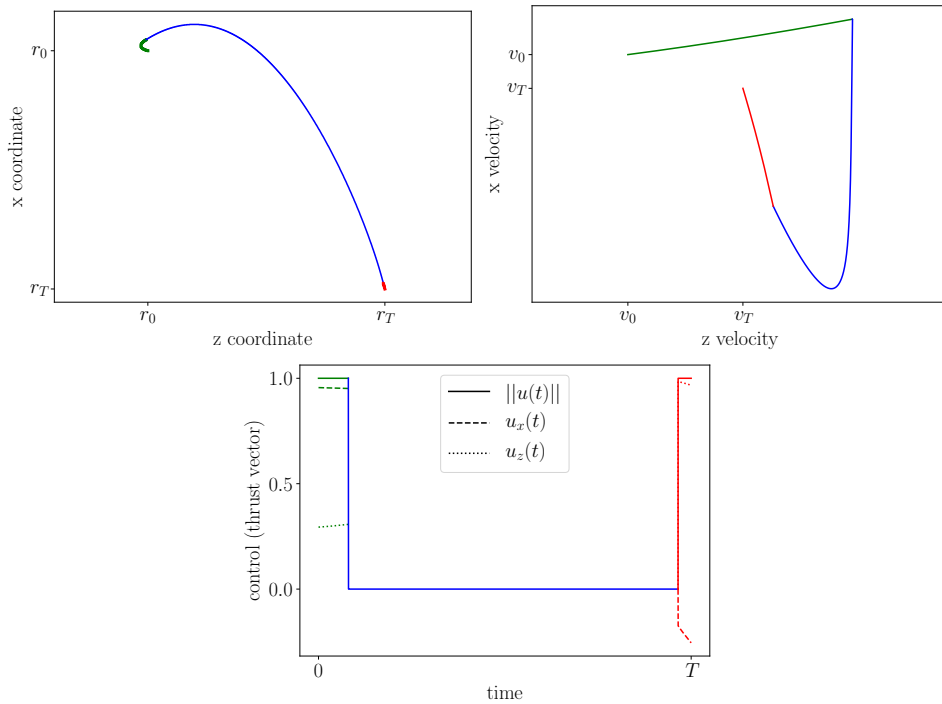 x coordinate
r_0
r_T
r_0
r_T
z coordinate
x velocity
v_0
v_T
v_0
v_T
z velocity
control (thrust vector)
1.0
0.5
0.0
||u(t)||
u_x(t)
u_z(t)
0
T
time